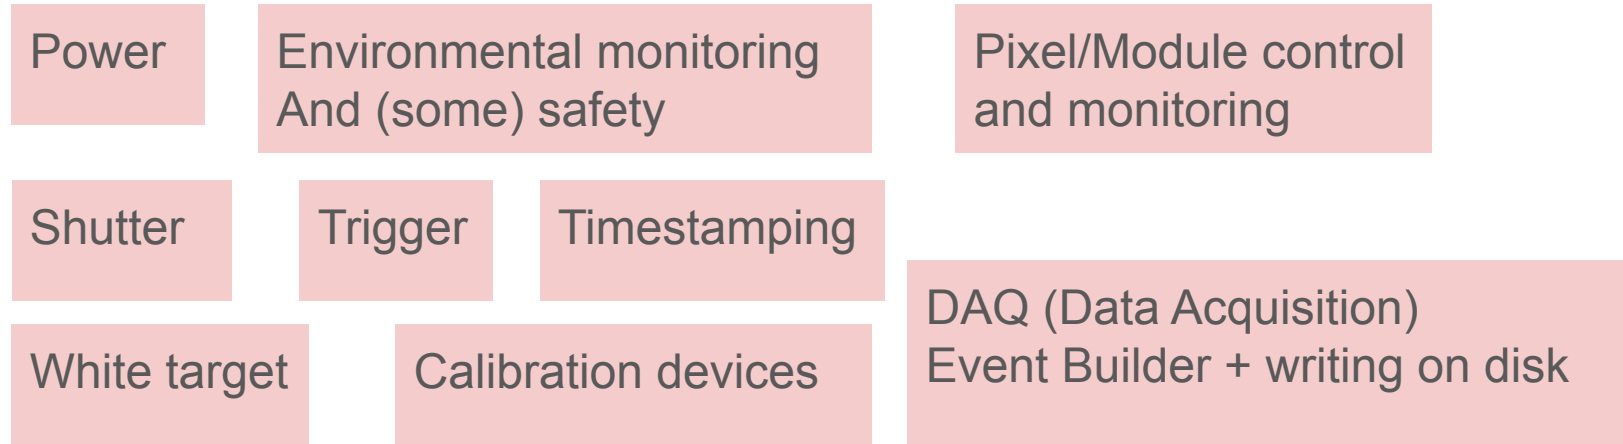 Power
Environmental monitoring
And (some) safety
Pixel/Module control
and monitoring
Shutter
Trigger
Timestamping
DAQ (Data Acquisition)
Event Builder + writing on disk
White target
Calibration devices